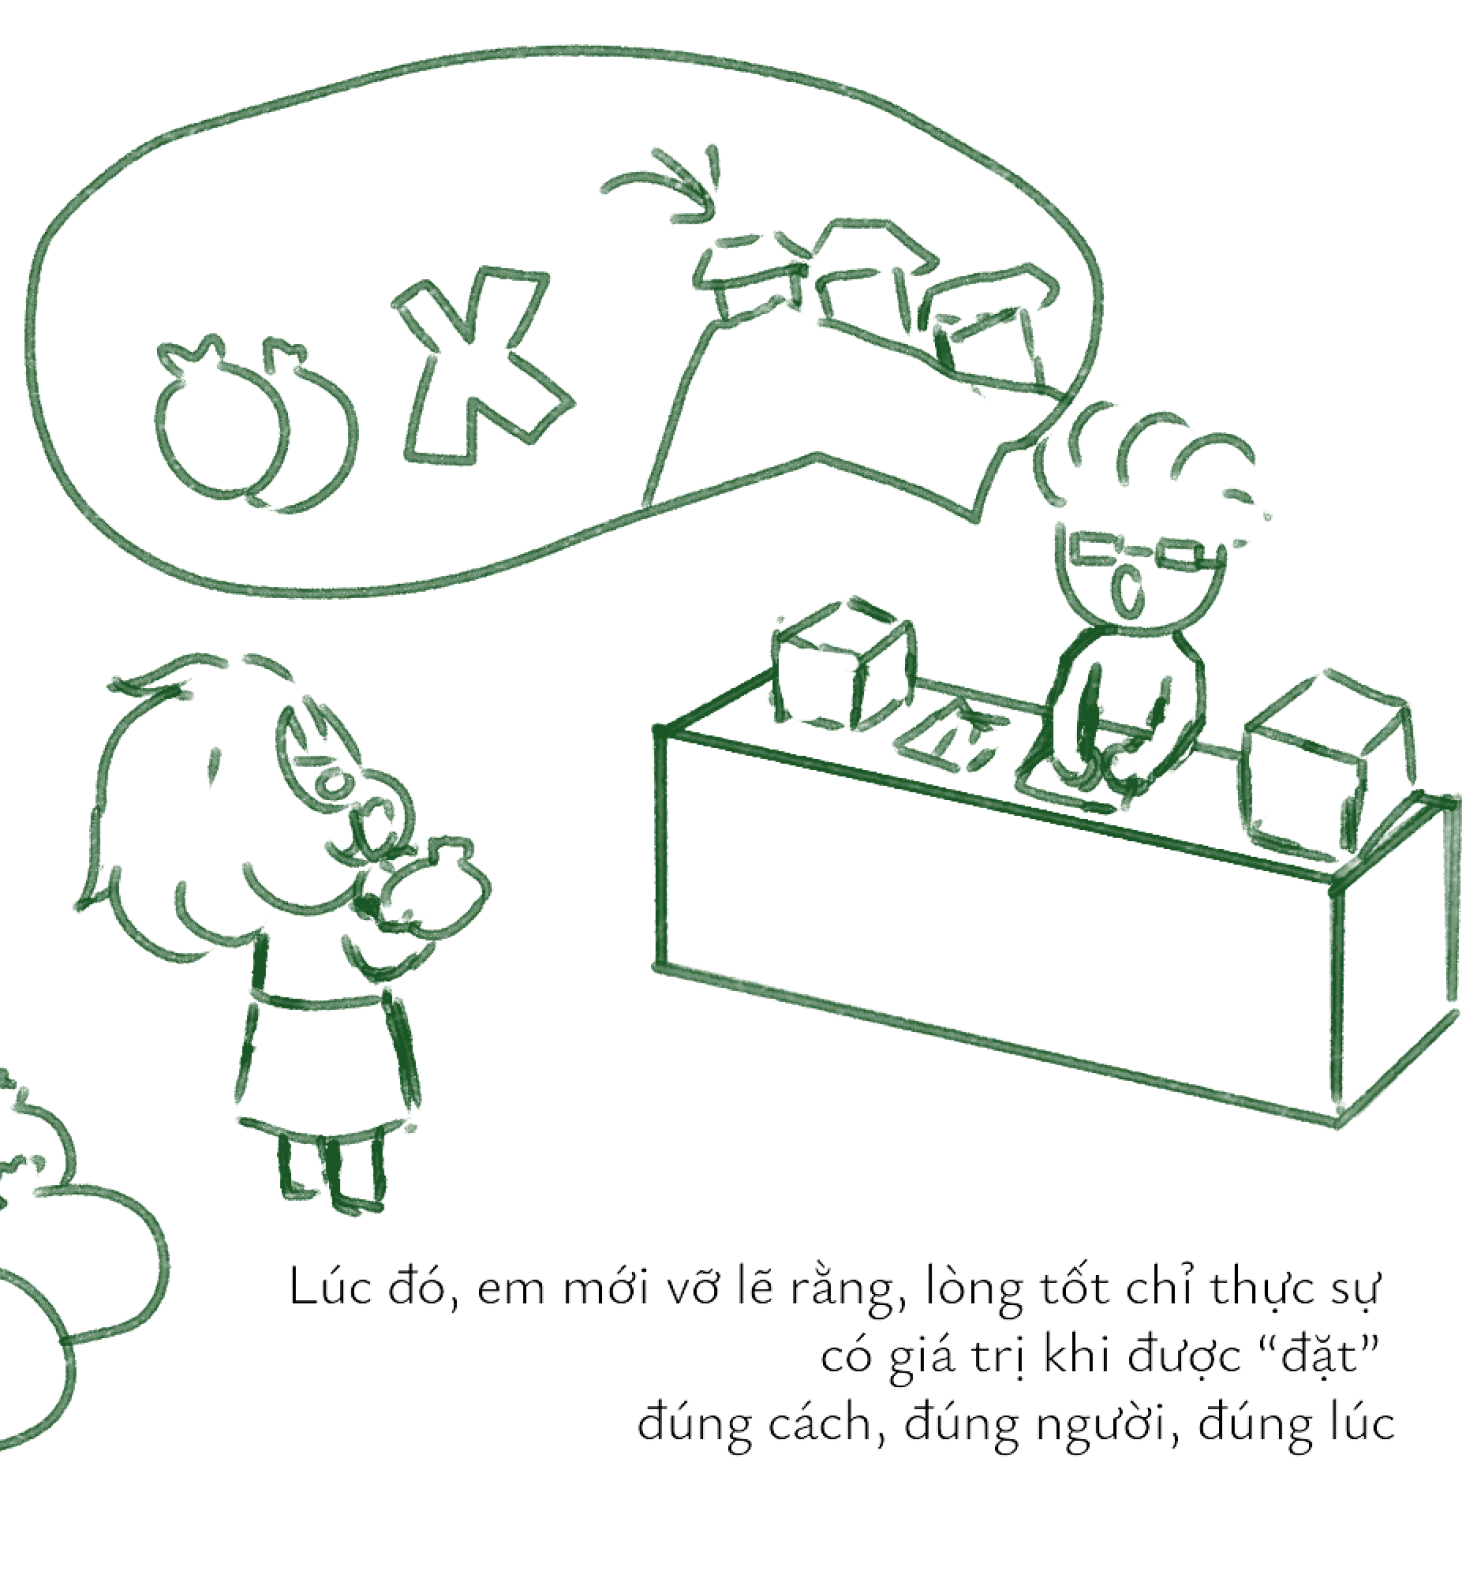 Lúc đó, em mới vỡ lẽ rằng, lòng tốt chỉ thực sự
có giá trị khi được “đặt”
đúng cách, đúng người, đúng lúc